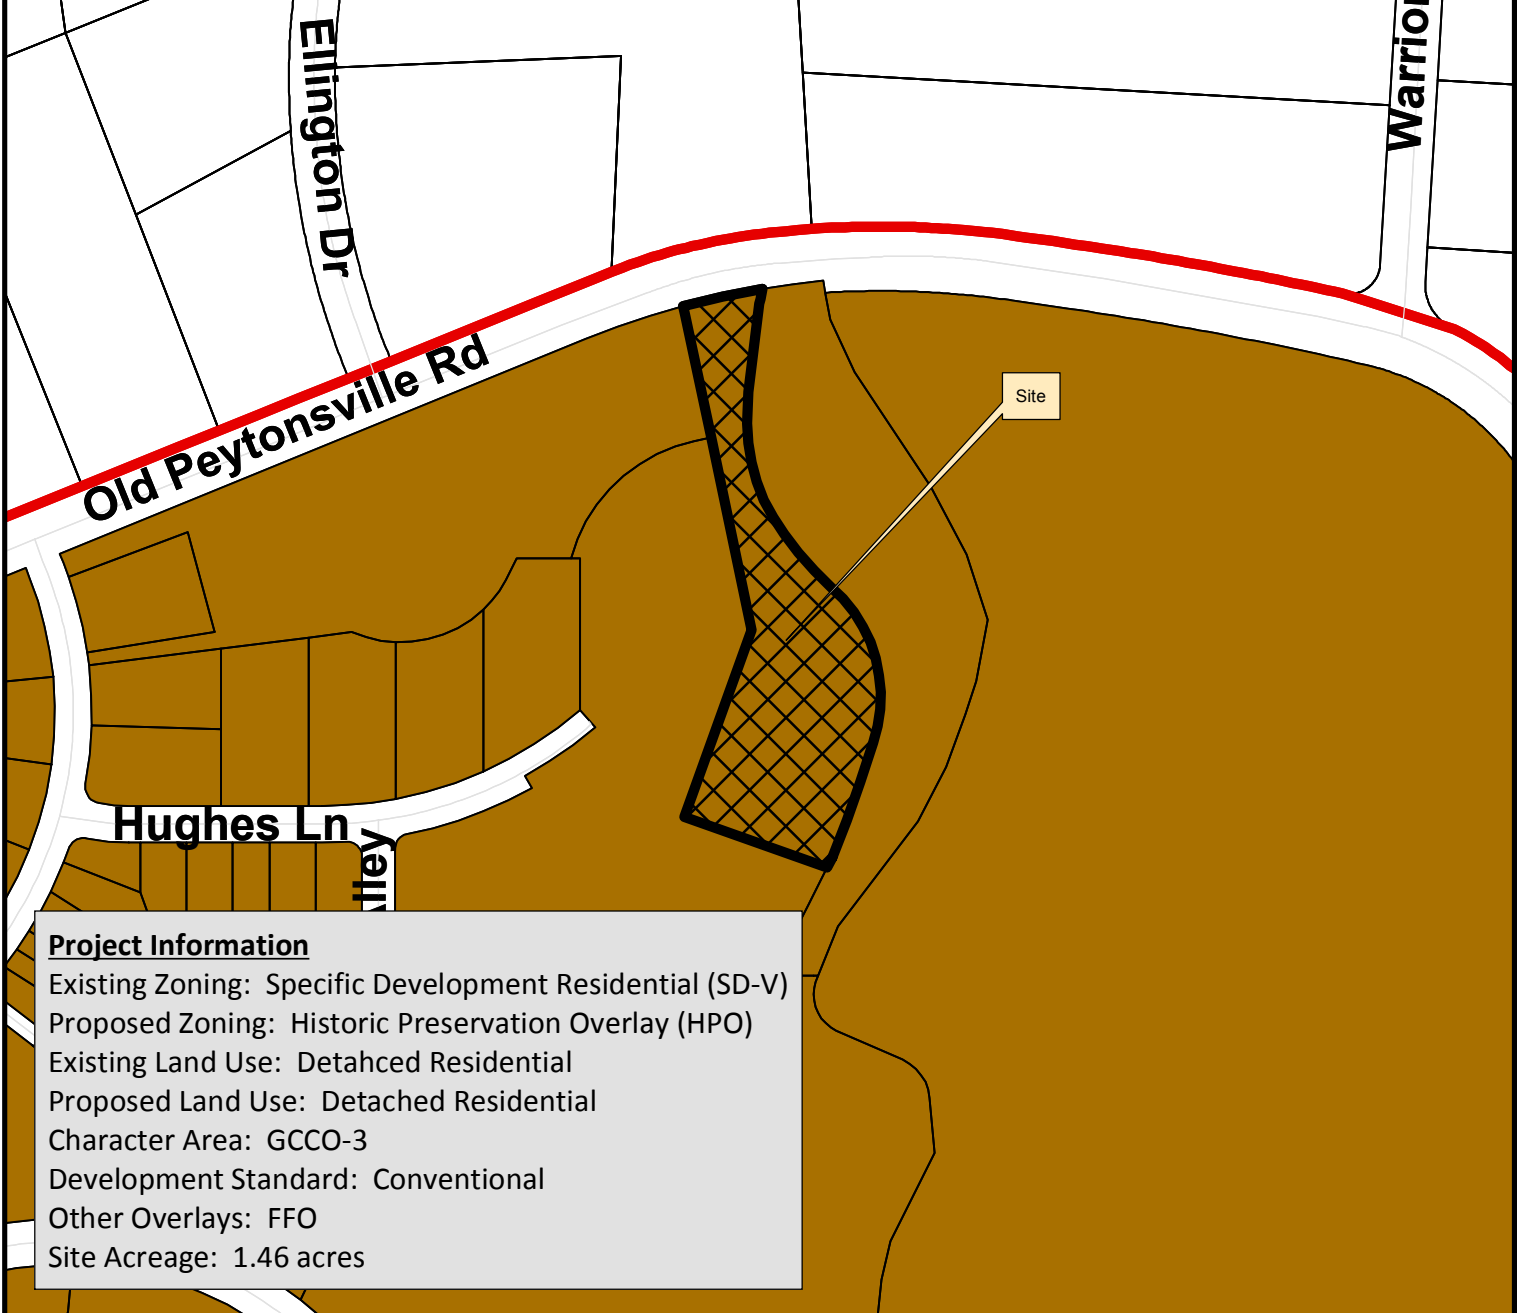 Ellington Dr
Warrior
Old Peytonsville Rd
Site
Hughes Ln
Alley
Project Information
Existing Zoning: Specific Development Residential (SD-V)
Proposed Zoning: Historic Preservation Overlay (HPO)
Existing Land Use: Detahced Residential
Proposed Land Use: Detached Residential
Character Area: GCCO-3
Development Standard: Conventional
Other Overlays: FFO
Site Acreage: 1.46 acres